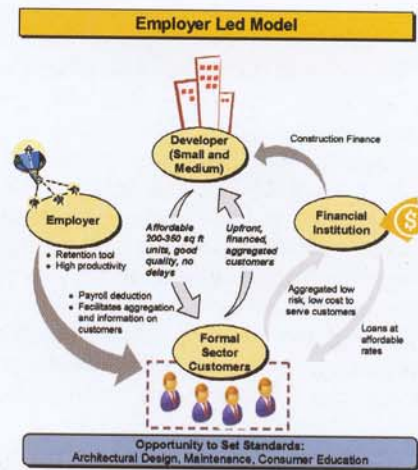 Employer Led Model
Developer
(Small and
Medium)
Construction Finance
Employer
Financial
Institution
$
• Retention tool
• High productivity
Affordable
200-350 sq ft
units, good
quality, no
delays
Upfront,
financed,
aggregated
customers
• Payroll deduction
• Facilitates aggregation
and information on
customers
Aggregated low
risk, low cost to
serve customers
Loans at
affordable
rates
Formal
Sector
Customers
Opportunity to Set Standards:
Architectural Design, Maintenance, Consumer Education